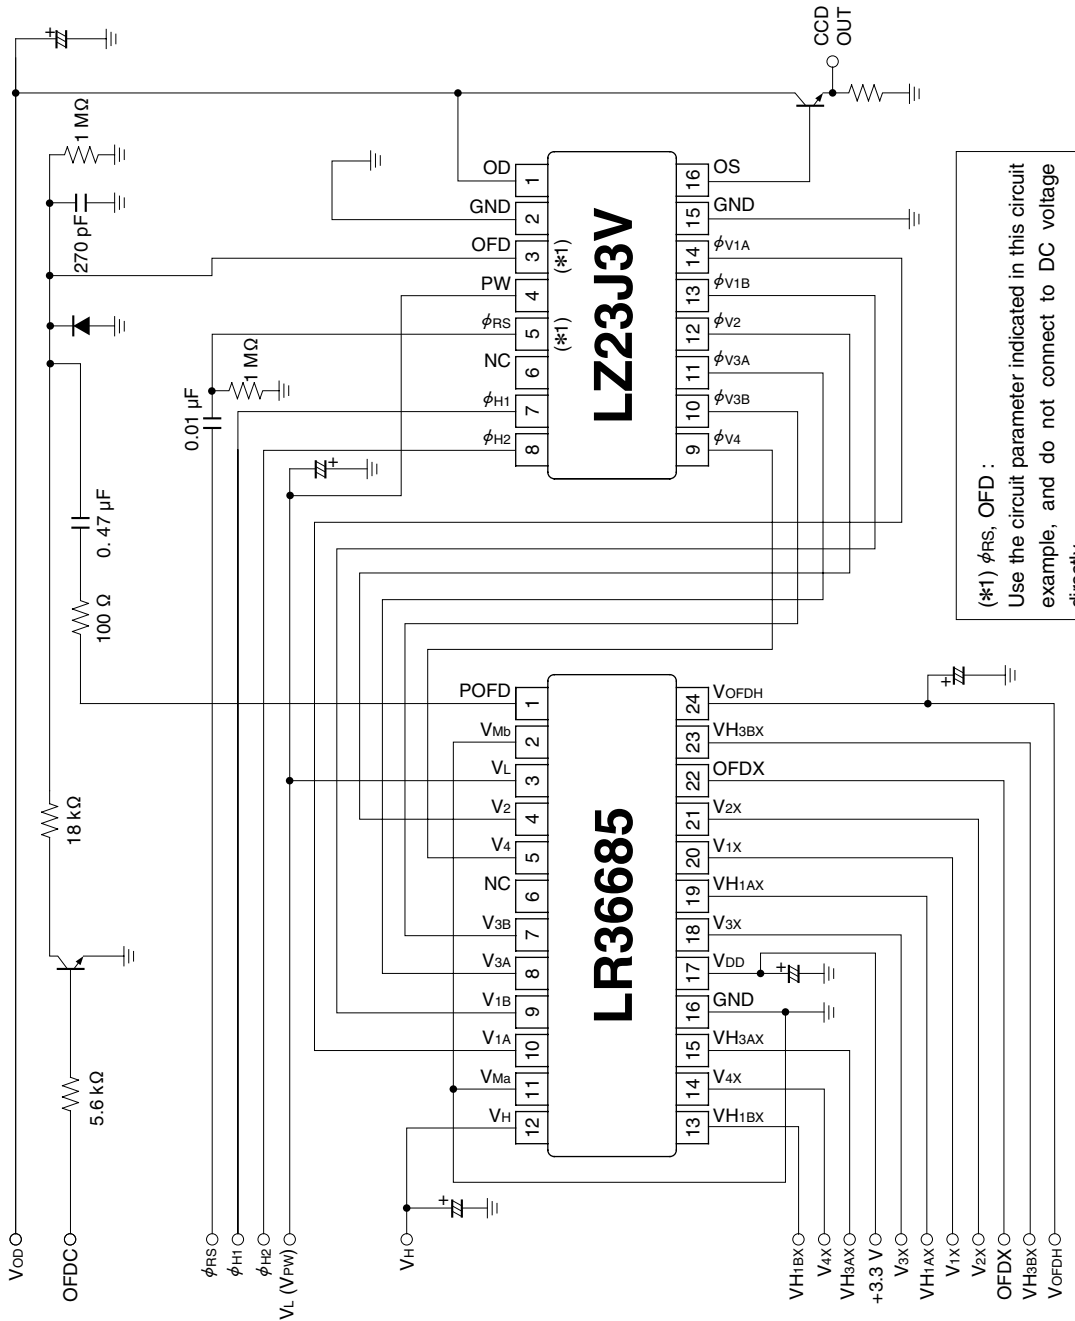 VOD
OFDC
φRS
φH1
φH2
VL (VPW)
VH
VH1BX
V4X
VH3AX
+3.3 V
V3X
VH1AX
V1X
V2X
OFDX
VH3BX
VOFDH
5.6 kΩ
18 kΩ
100 Ω
0. 47 µF
270 pF
1 MΩ
0.01 µF
1 MΩ
+
+
+
+
+
CCD
OUT
LZ23J3V
OD
1
GND
2
OFD
3
(*1)
PW
4
φRS
5
(*1)
NC
6
φH1
7
φH2
8
φV4
9
φV3B
10
φV3A
11
φV2
12
φV1B
13
φV1A
14
GND
15
OS
16
LR36685
POFD
1
VMb
2
VL
3
V2
4
V4
5
NC
6
V3B
7
V3A
8
V1B
9
V1A
10
VMa
11
VH
12
VH1BX
13
V4X
14
VH3AX
15
GND
16
VDD
17
V3X
18
VH1AX
19
V1X
20
V2X
21
OFDX
22
VH3BX
23
VOFDH
24
(*1) φRS, OFD :
Use the circuit parameter indicated in this circuit
example, and do not connect to DC voltage